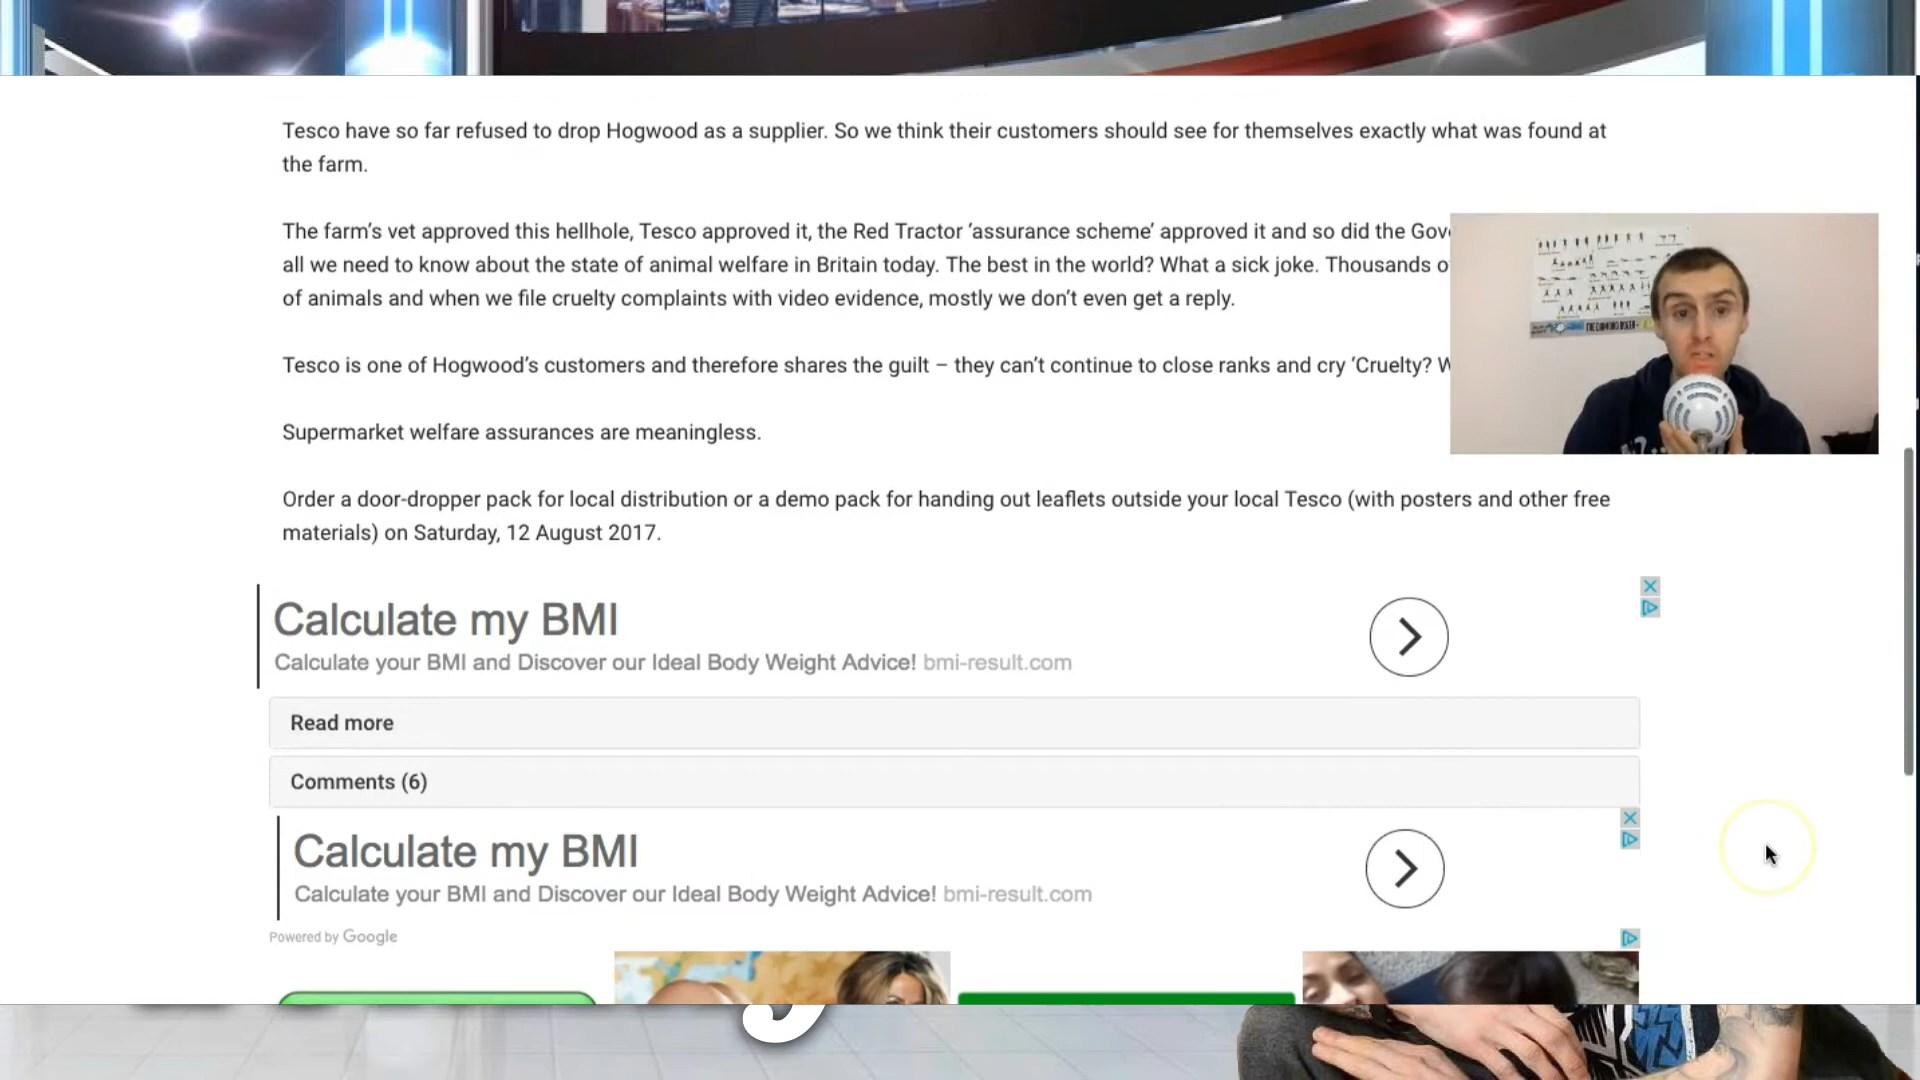 Tesco have so far refused to drop Hogwood as a supplier. So we think their customers should see for themselves exactly what was found at
the farm.
The farm’s vet approved this hellhole, Tesco approved it, the Red Tractor ‘assurance scheme’ approved it and so did the
all we need to know about the state of animal welfare in Britain today. The best in the world? What a sick joke. Thousands
of animals and when we file cruelty complaints with video evidence, mostly we don’t even get a reply.
Tesco is one of Hogwood’s customers and therefore shares the guilt – they can’t continue to close ranks and cry ‘Cruelty?
Supermarket welfare assurances are meaningless.
Order a door-dropper pack for local distribution or a demo pack for handing out leaflets outside your local Tesco (with posters and other free
materials) on Saturday, 12 August 2017.
Calculate my BMI
Calculate your BMI and Discover our Ideal Body Weight Advice! bmi-result.com
Read more
Comments (6)
Calculate my BMI
Calculate your BMI and Discover our Ideal Body Weight Advice! bmi-result.com
Powered by Google